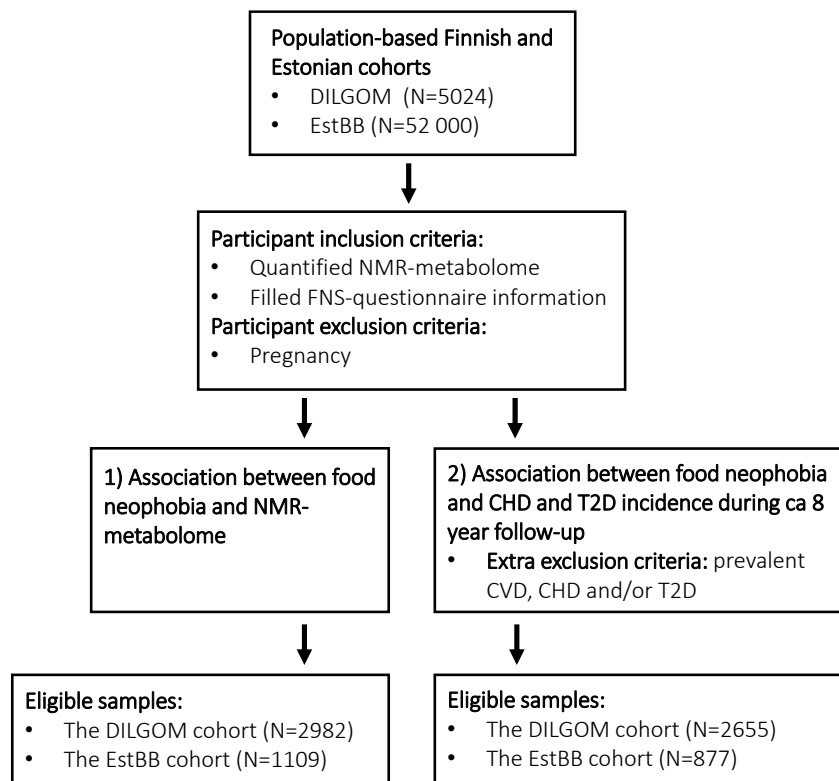 Population-based Finnish and
Estonian cohorts
• DILGOM (N=5024)
• EstBB (N=52 000)
Participant inclusion criteria:
• Quantified NMR-metabolome
• Filled FNS-questionnaire information
Participant exclusion criteria:
• Pregnancy
1) Association between food
neophobia and NMR-
metabolome
2) Association between food neophobia
and CHD and T2D incidence during ca 8
year follow-up
• Extra exclusion criteria: prevalent
CVD, CHD and/or T2D
Eligible samples:
• The DILGOM cohort (N=2982)
• The EstBB cohort (N=1109)
Eligible samples:
• The DILGOM cohort (N=2655)
• The EstBB cohort (N=877)